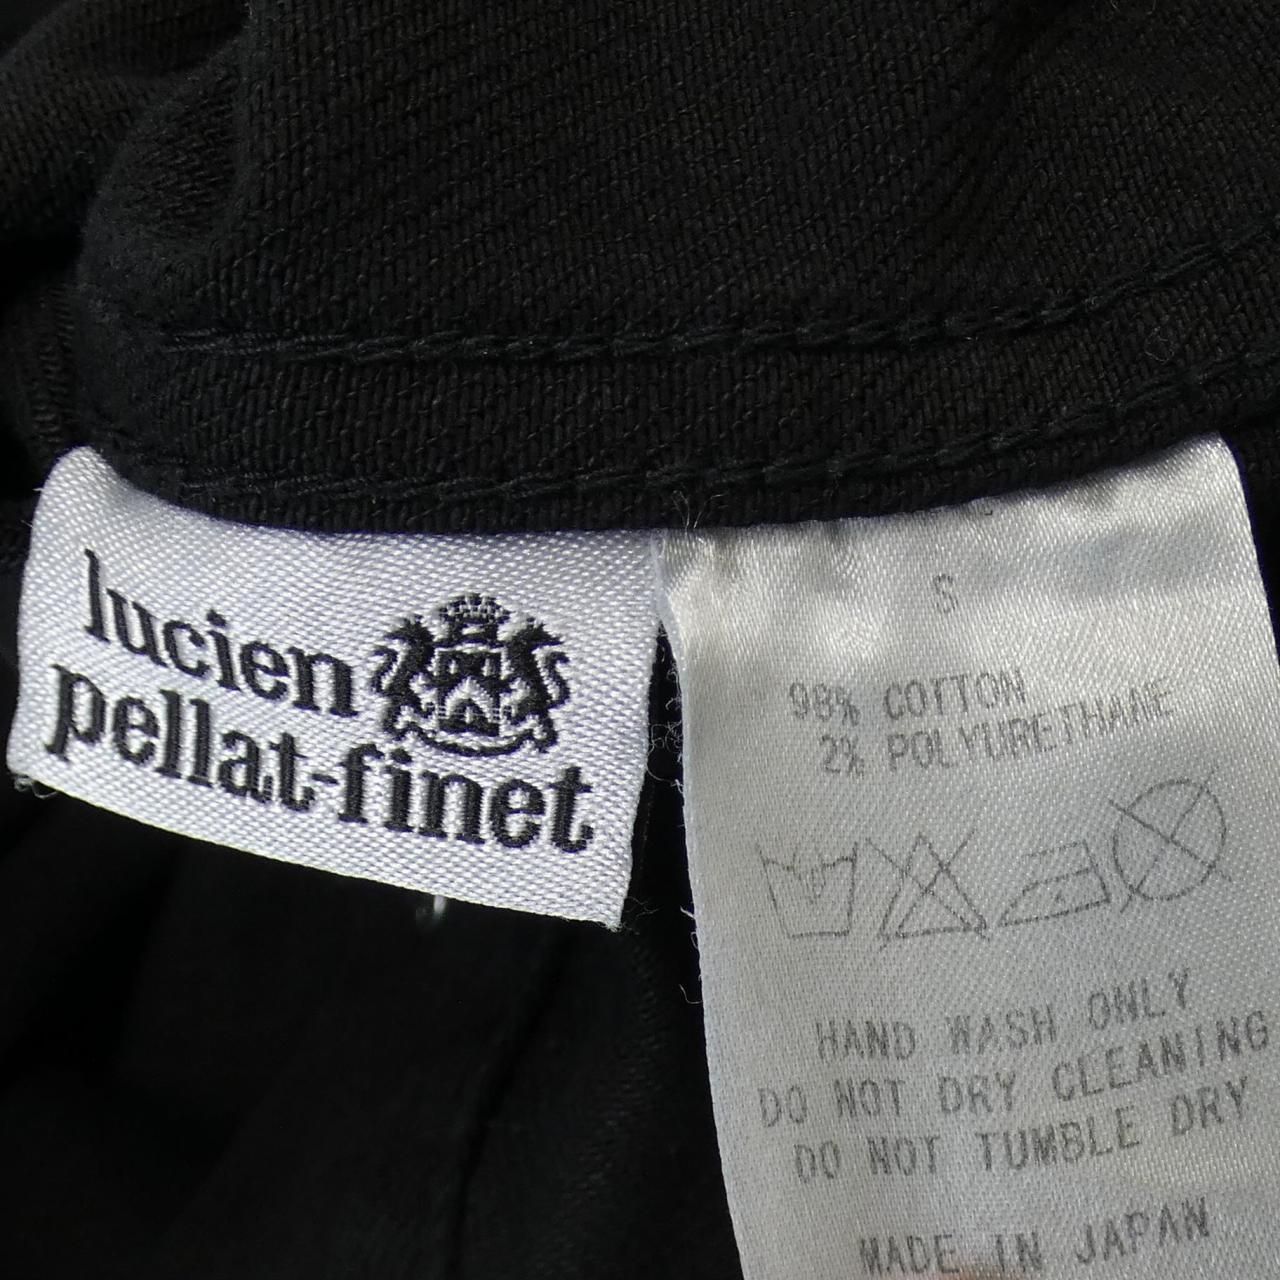 lucien
pellat-finet
S
98% COTTON
2% POLYURETHANE
HAND WASH ONLY
DO NOT DRY CLEANING
DO NOT TUMBLE DRY
MADE IN JAPAN